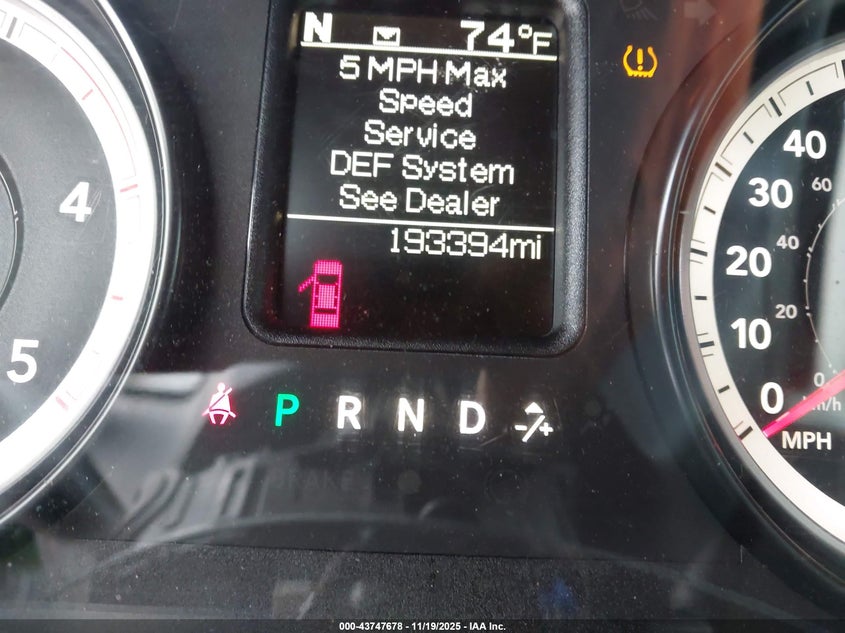 N 74°F
5 MPH Max
Speed
Service
DEF System
See Dealer
193394mi
4
5
P R N D -/+
40
30
20
10
0
MPH
60
40
20
0
km/h
BRAKE
000-43747678 - 11/19/2025 - IAA Inc.